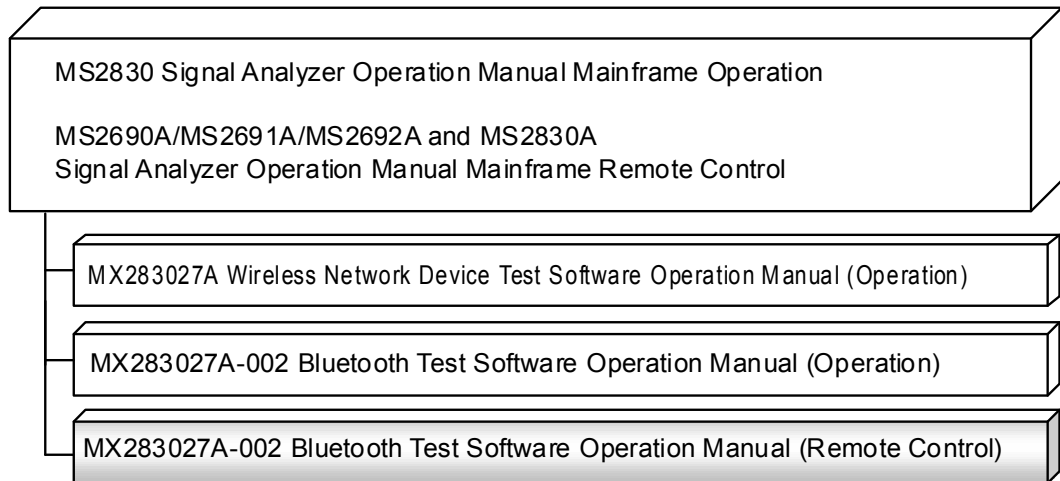 MS2830 Signal Analyzer Operation Manual Mainframe Operation
MS2690A/MS2691A/MS2692A and MS2830A
Signal Analyzer Operation Manual Mainframe Remote Control
MX283027A Wireless Network Device Test Software Operation Manual (Operation)
MX283027A-002 Bluetooth Test Software Operation Manual (Operation)
MX283027A-002 Bluetooth Test Software Operation Manual (Remote Control)